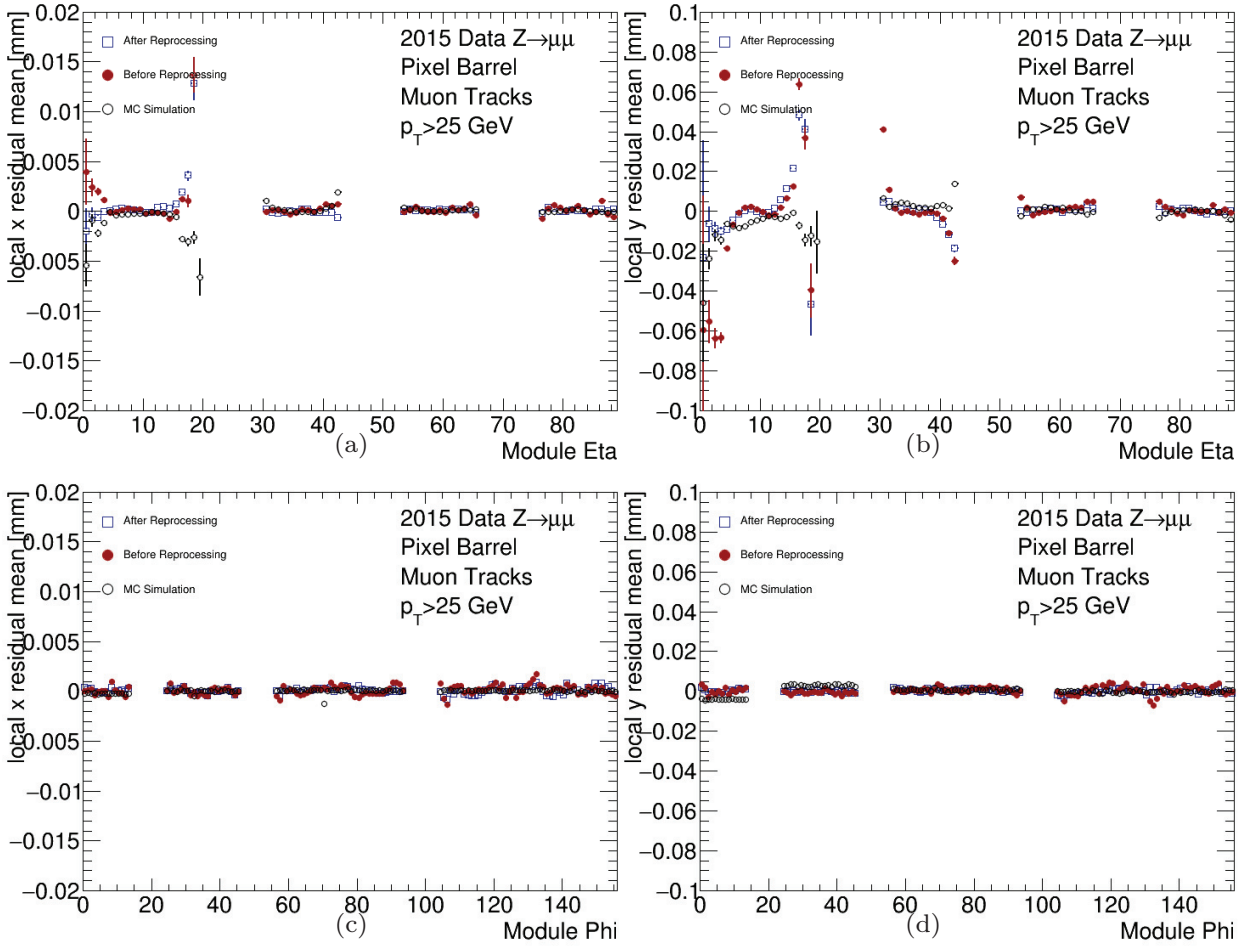 local x residual mean [mm]
0.02
0.015
0.01
0.005
0
−0.005
−0.01
−0.015
−0.02
After Reprocessing
Before Reprocessing
MC Simulation
2015 Data Z→μμ
Pixel Barrel
Muon Tracks
p_T>25 GeV
0 10 20 30 40 50 60 70 80
Module Eta
(a)
local y residual mean [mm]
0.1
0.08
0.06
0.04
0.02
0
−0.02
−0.04
−0.06
−0.08
−0.1
After Reprocessing
Before Reprocessing
MC Simulation
2015 Data Z→μμ
Pixel Barrel
Muon Tracks
p_T>25 GeV
0 10 20 30 40 50 60 70 80
Module Eta
(b)
local x residual mean [mm]
0.02
0.015
0.01
0.005
0
−0.005
−0.01
−0.015
−0.02
After Reprocessing
Before Reprocessing
MC Simulation
2015 Data Z→μμ
Pixel Barrel
Muon Tracks
p_T>25 GeV
0 20 40 60 80 100 120 140
Module Phi
(c)
local y residual mean [mm]
0.1
0.08
0.06
0.04
0.02
0
−0.02
−0.04
−0.06
−0.08
−0.1
After Reprocessing
Before Reprocessing
MC Simulation
2015 Data Z→μμ
Pixel Barrel
Muon Tracks
p_T>25 GeV
0 20 40 60 80 100 120 140
Module Phi
(d)